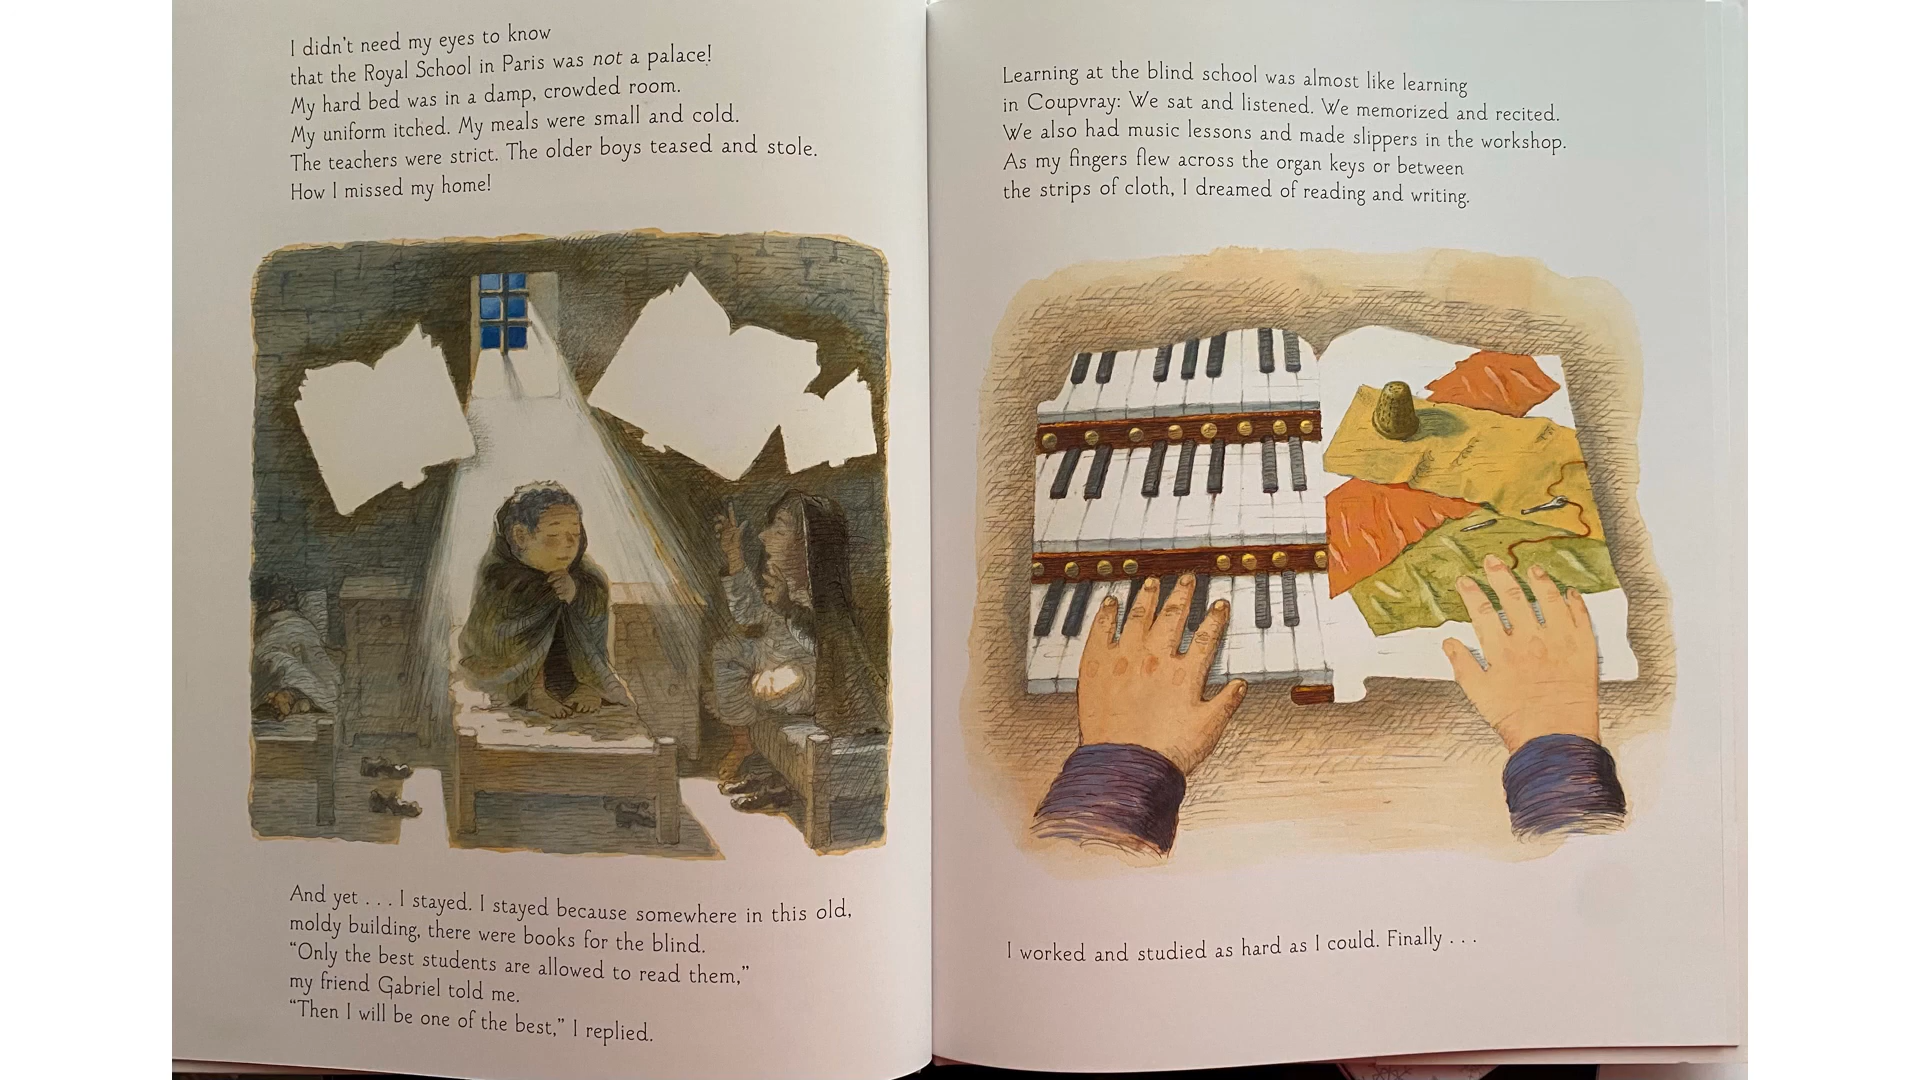 I didn't need my eyes to know
that the Royal School in Paris was not a palace!
My hard bed was in a damp, crowded room.
My uniform itched. My meals were small and cold.
The teachers were strict. The older boys teased and stole.
How I missed my home!
And yet . . . I stayed. I stayed because somewhere in this old,
moldy building, there were books for the blind.
“Only the best students are allowed to read them,”
my friend Gabriel told me.
“Then I will be one of the best,” I replied.
Learning at the blind school was almost like learning
in Coupvray: We sat and listened. We memorized and recited.
We also had music lessons and made slippers in the workshop.
As my fingers flew across the organ keys or between
the strips of cloth, I dreamed of reading and writing.
I worked and studied as hard as I could. Finally . . .